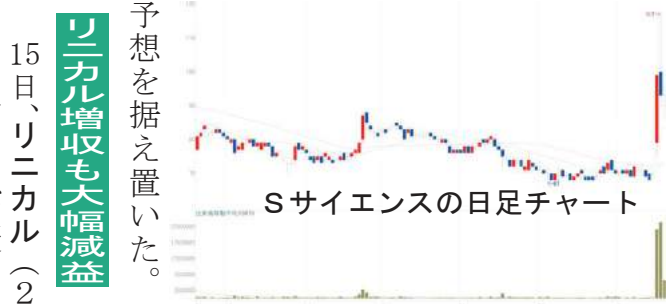 予想を据え置いた。
リニカル増収も大幅減益
15日、リニカル（2
Sサイエンスの日足チャート